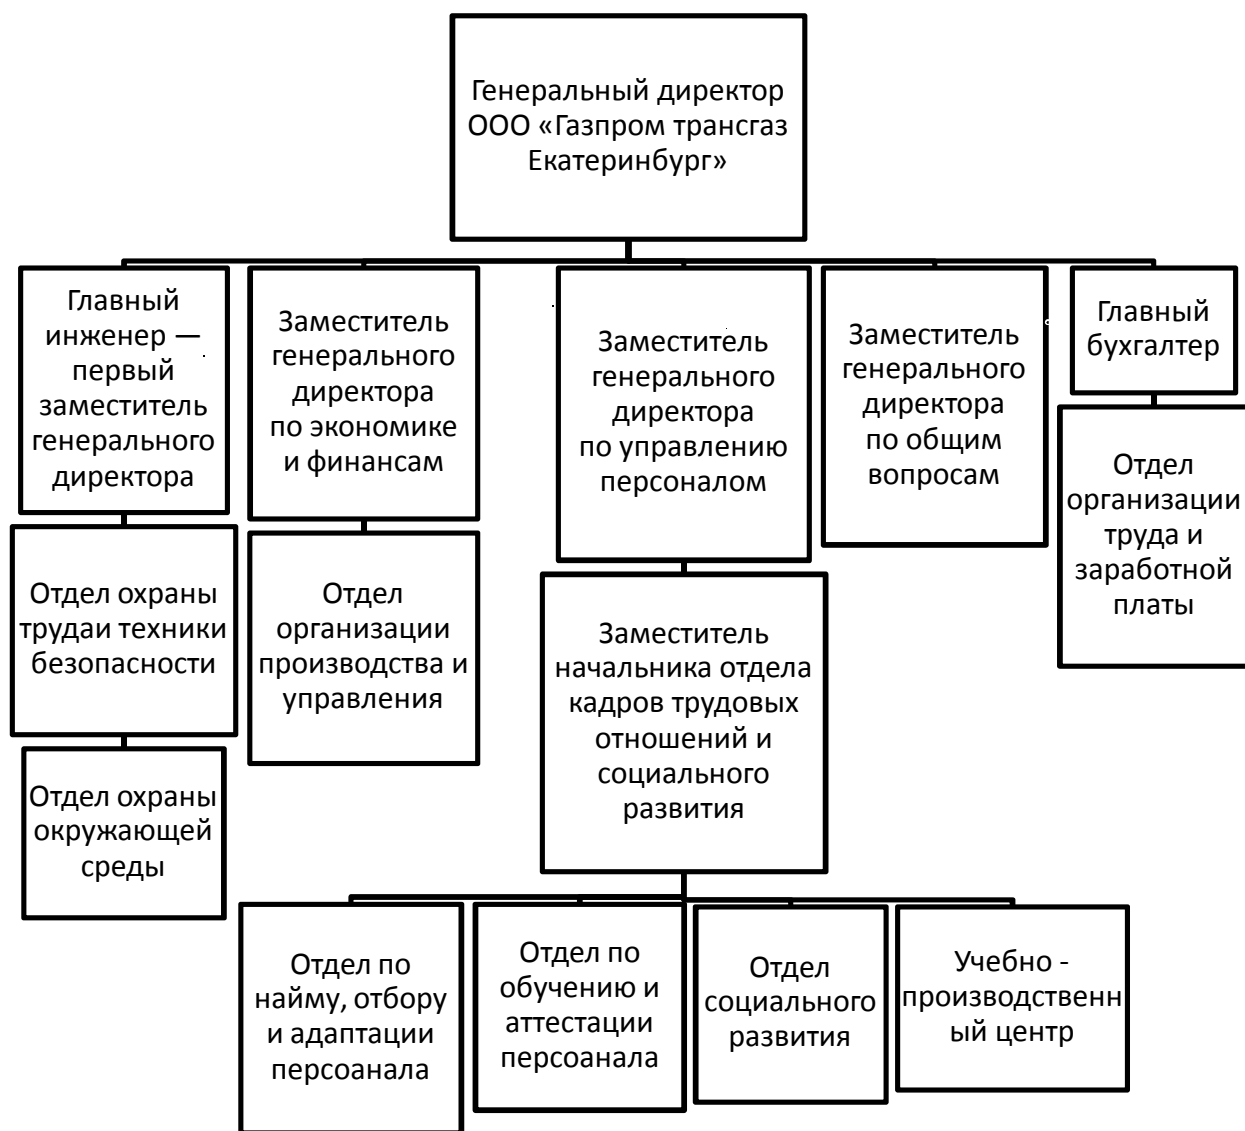 Генеральный директор
ООО «Газпром трансгаз
Екатеринбург»
Главный
инженер —
первый
заместитель
генерального
директора
Заместитель
генерального
директора
по экономике
и финансам
Заместитель
генерального
директора
по управлению
персоналом
Заместитель
генерального
директора
по общим
вопросам
Главный
бухгалтер
Отдел охраны
трудаи техники
безопасности
Отдел
организации
производства и
управления
Заместитель
начальника отдела
кадров трудовых
отношений и
социального
развития
Отдел
организации
труда и
заработной
платы
Отдел охраны
окружающей
среды
Отдел по
найму, отбору
и адаптации
персоанала
Отдел по
обучению и
аттестации
персоанала
Отдел
социального
развития
Учебно -
производственн
ый центр